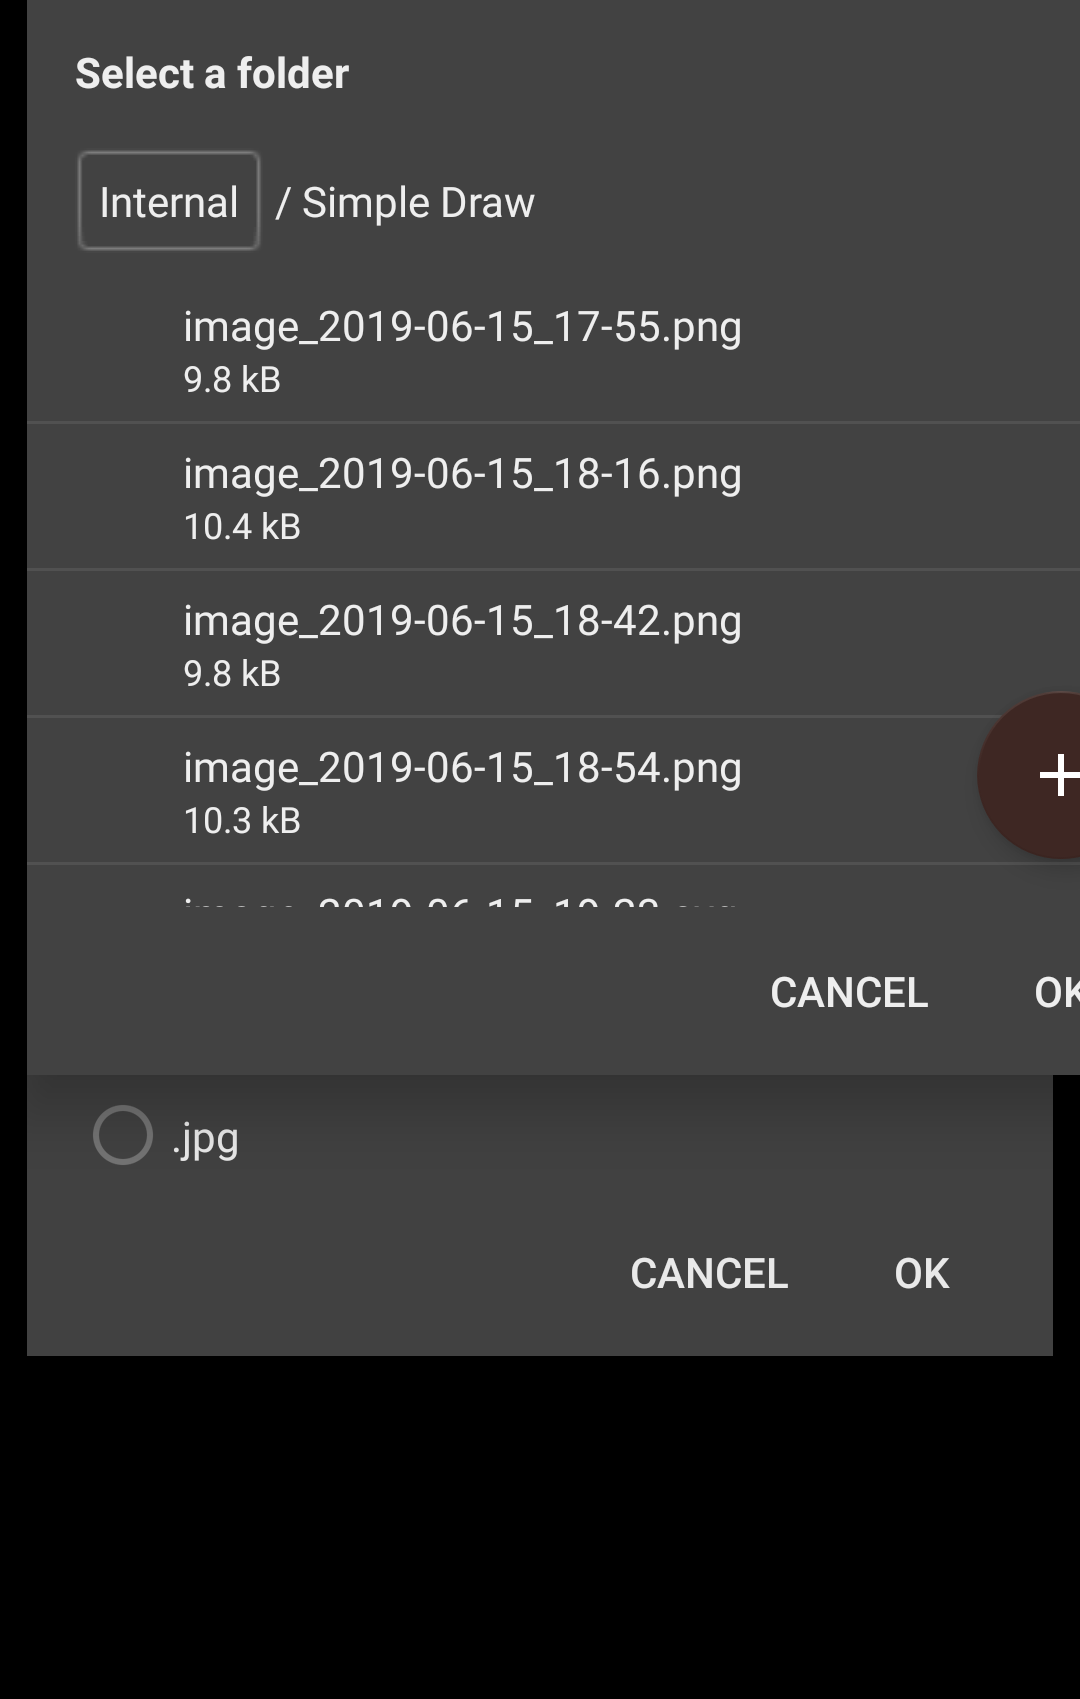 Select a folder
Internal / Simple Draw
image_2019-06-15_17-55.png
9.8 kB
image_2019-06-15_18-16.png
10.4 kB
image_2019-06-15_18-42.png
9.8 kB
image_2019-06-15_18-54.png
10.3 kB
CANCEL OK
.jpg
CANCEL OK